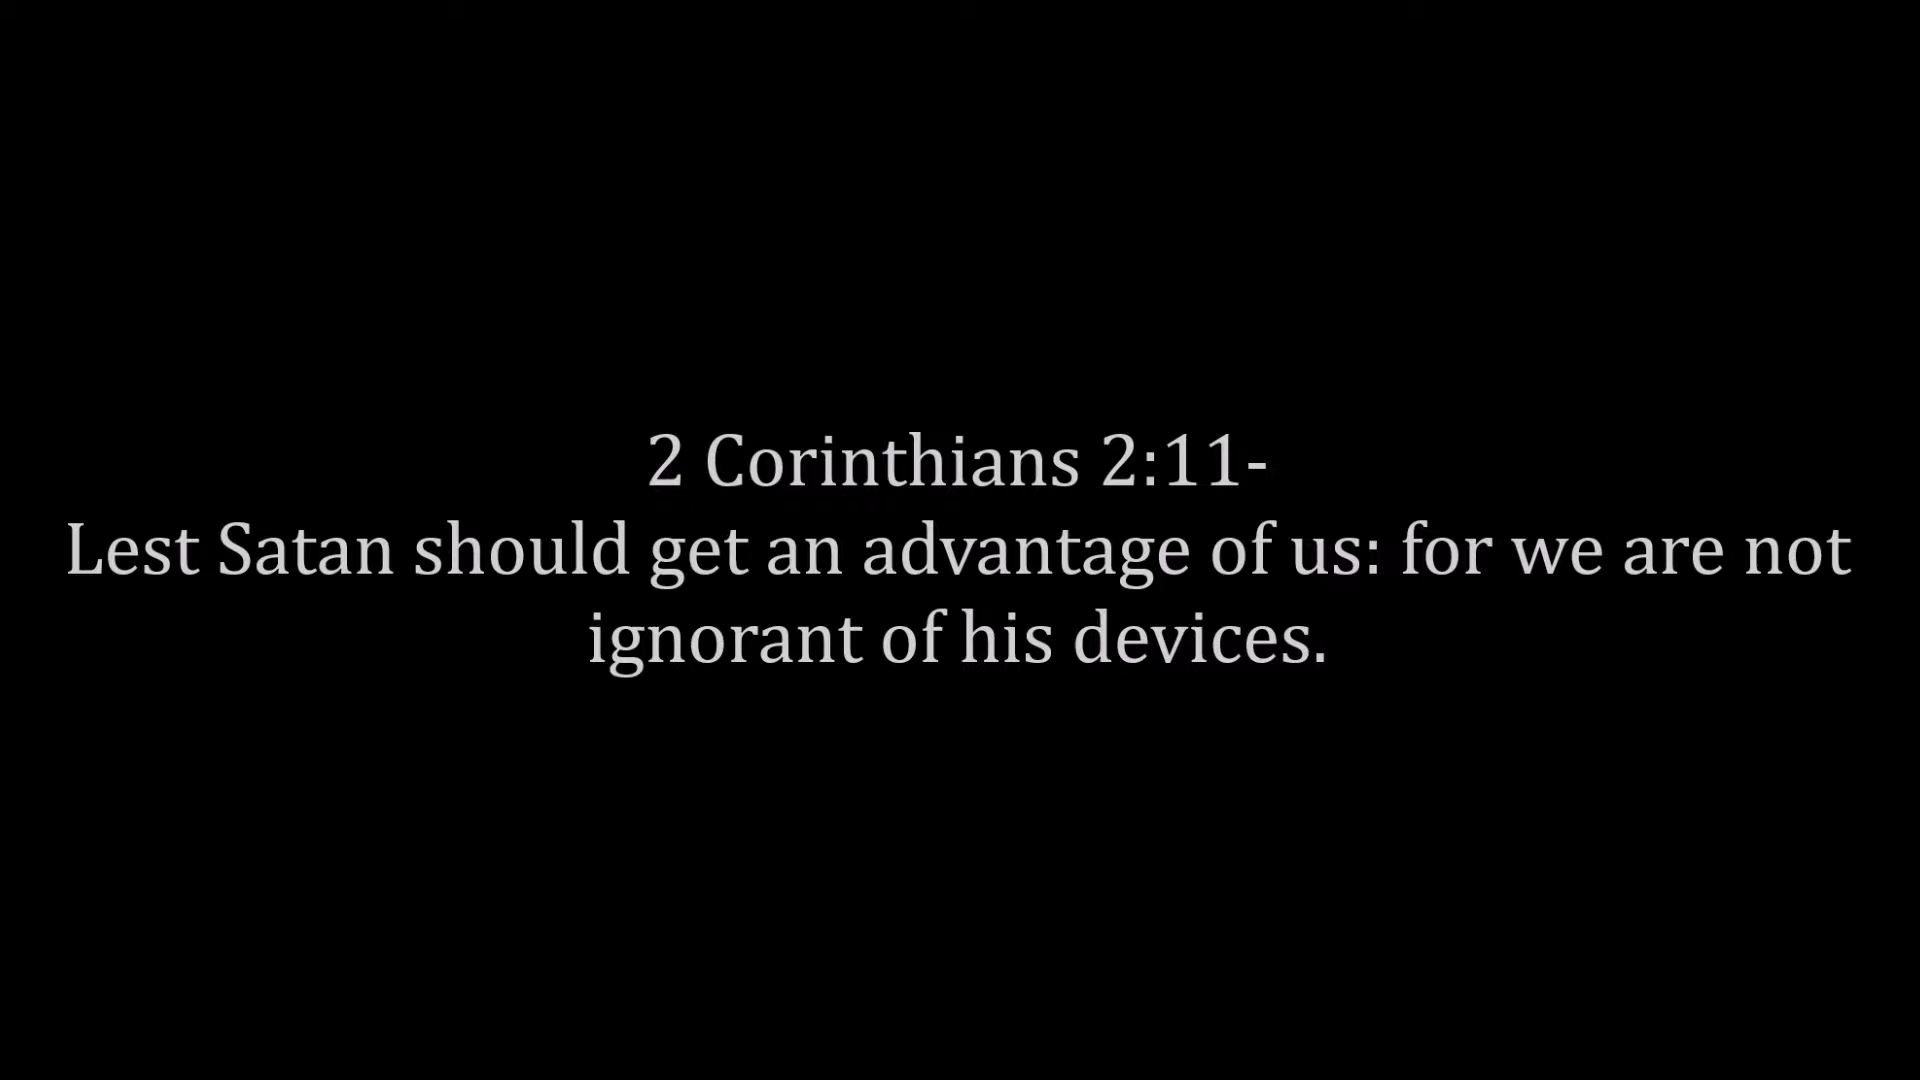 2 Corinthians 2:11-
Lest Satan should get an advantage of us: for we are not
ignorant of his devices.